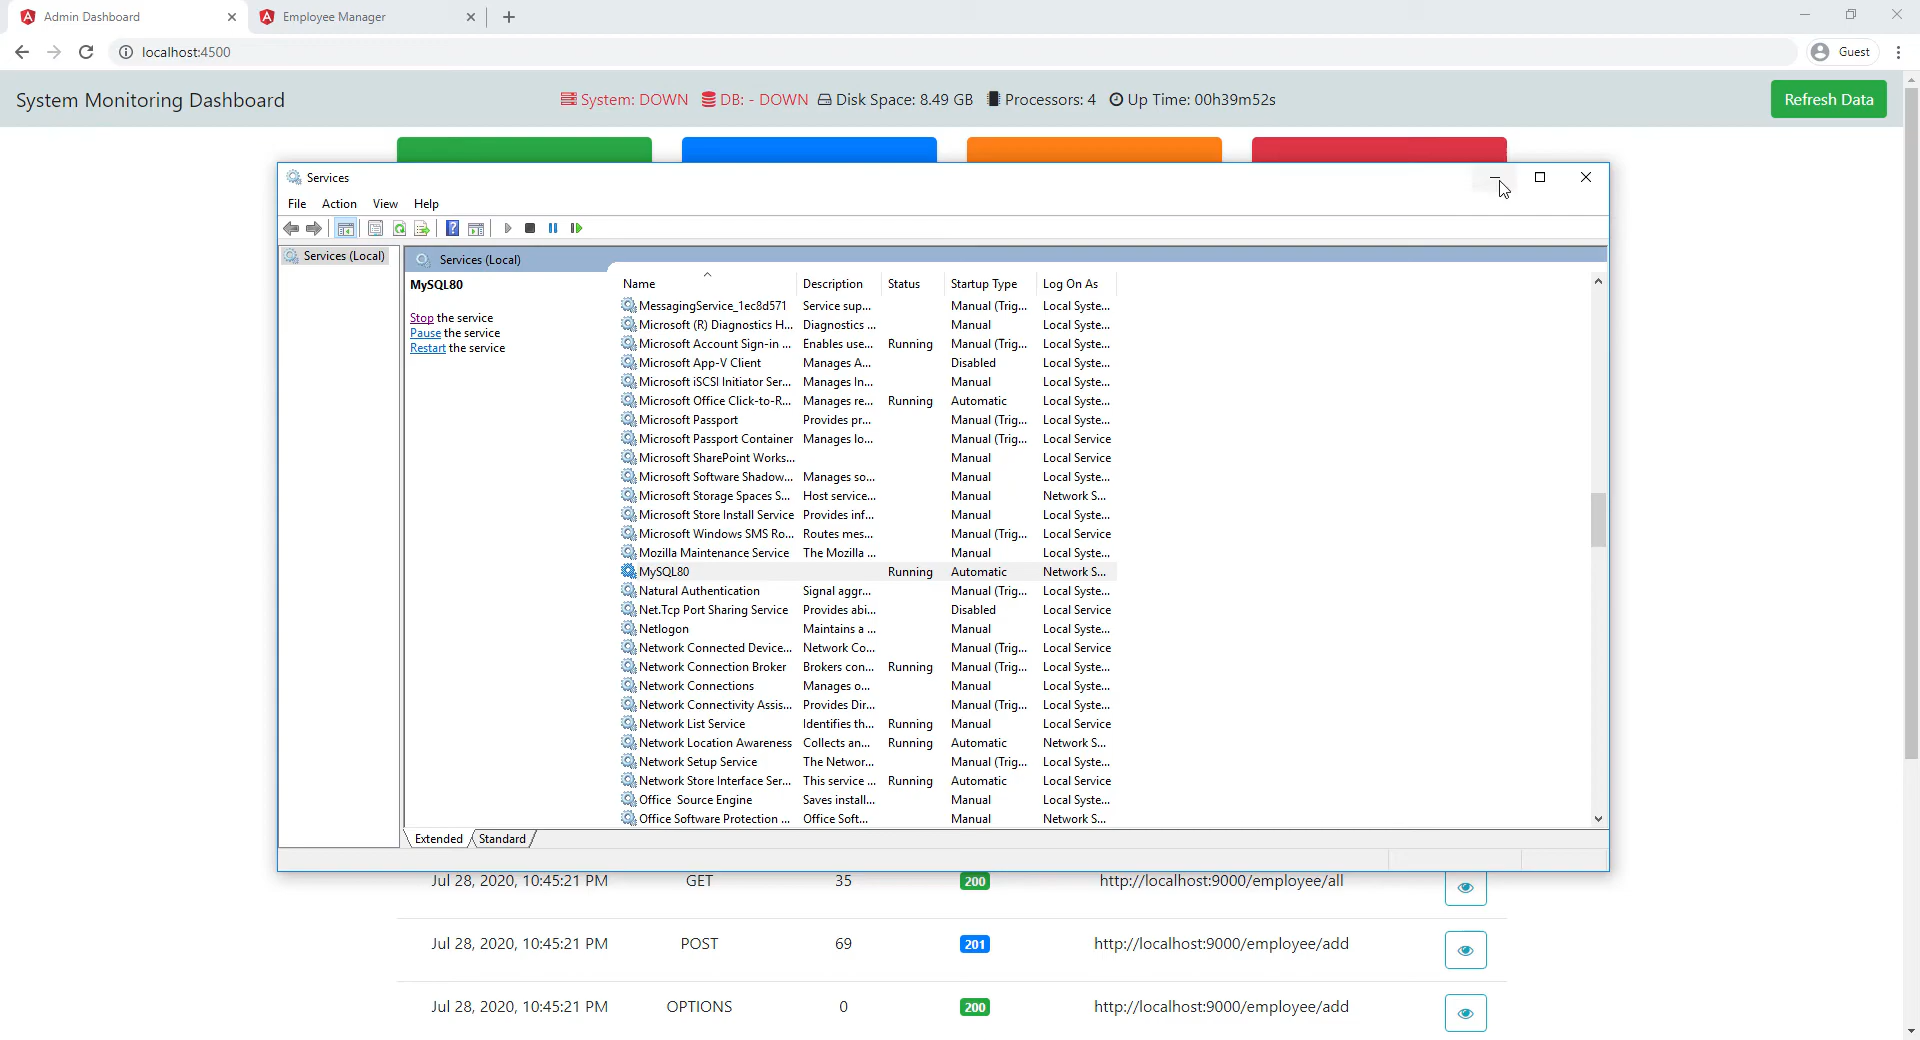 Admin Dashboard
Employee Manager
localhost:4500
Guest
System Monitoring Dashboard
System: DOWN DB: - DOWN Disk Space: 8.49 GB Processors: 4 Up Time: 00h39m52s
Refresh Data
Services
File Action View Help
Services (Local)
Services (Local)
MySQL80
Stop the service
Pause the service
Restart the service
Name Description Status Startup Type Log On As
MessagingService_1ec8d571 Service sup... Manual (Trig... Local Syste...
Microsoft (R) Diagnostics H... Diagnostics ... Manual Local Syste...
Microsoft Account Sign-in ... Enables use... Running Manual (Trig... Local Syste...
Microsoft App-V Client Manages A... Disabled Local Syste...
Microsoft iSCSI Initiator Ser... Manages In... Manual Local Syste...
Microsoft Office Click-to-R... Manages re... Running Automatic Local Syste...
Microsoft Passport Provides pr... Manual (Trig... Local Syste...
Microsoft Passport Container Manages lo... Manual (Trig... Local Service
Microsoft SharePoint Works... Manual Local Service
Microsoft Software Shadow... Manages so... Manual Local Syste...
Microsoft Storage Spaces S... Host service... Manual Network S...
Microsoft Store Install Service Provides inf... Manual Local Syste...
Microsoft Windows SMS Ro... Routes mes... Manual (Trig... Local Service
Mozilla Maintenance Service The Mozilla ... Manual Local Syste...
MySQL80 Running Automatic Network S...
Natural Authentication Signal aggr... Manual (Trig... Local Syste...
Net.Tcp Port Sharing Service Provides abi... Disabled Local Service
Netlogon Maintains a ... Manual Local Syste...
Network Connected Device... Network Co... Manual (Trig... Local Service
Network Connection Broker Brokers con... Running Manual (Trig... Local Syste...
Network Connections Manages o... Manual Local Syste...
Network Connectivity Assis... Provides Dir... Manual (Trig... Local Syste...
Network List Service Identifies th... Running Manual Local Service
Network Location Awareness Collects an... Running Automatic Network S...
Network Setup Service The Networ... Manual (Trig... Local Syste...
Network Store Interface Ser... This service ... Running Automatic Local Service
Office  Source Engine Saves install... Manual Local Syste...
Office Software Protection ... Office Soft... Manual Network S...
Extended Standard
Jul 28, 2020, 10:45:21 PM GET 35 200 http://localhost:9000/employee/all
Jul 28, 2020, 10:45:21 PM POST 69 201 http://localhost:9000/employee/add
Jul 28, 2020, 10:45:21 PM OPTIONS 0 200 http://localhost:9000/employee/add